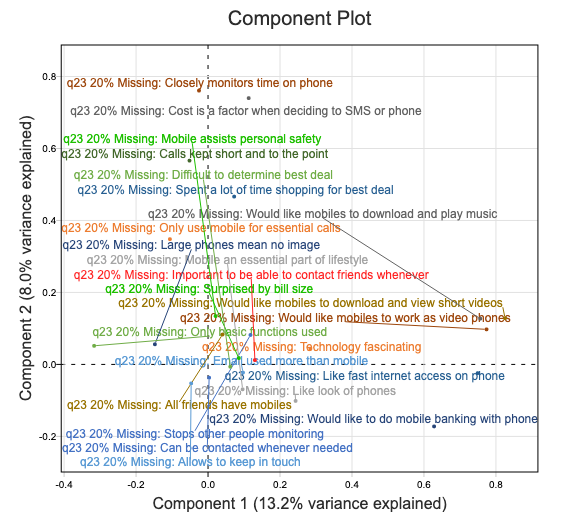 Component Plot
Component 2 (8.0% variance explained)
0.8
0.6
0.4
0.2
0.0
-0.2
q23 20% Missing: Closely monitors time on phone
q23 20% Missing: Cost is a factor when deciding to SMS or phone
q23 20% Missing: Mobile assists personal safety
q23 20% Missing: Calls kept short and to the point
q23 20% Missing: Difficult to determine best deal
q23 20% Missing: Spent a lot of time shopping for best deal
q23 20% Missing: Would like mobiles to download and play music
q23 20% Missing: Only use mobile for essential calls
q23 20% Missing: Large phones mean no image
q23 20% Missing: Mobile an essential part of lifestyle
q23 20% Missing: Important to be able to contact friends whenever
q23 20% Missing: Surprised by bill size
q23 20% Missing: Would like mobiles to download and view short videos
q23 20% Missing: Would like mobiles to work as video phones
q23 20% Missing: Only basic functions used
q23 20% Missing: Technology fascinating
q23 20% Missing: Email used more than mobile
q23 20% Missing: Like fast internet access on phone
q23 20% Missing: Like look of phones
q23 20% Missing: All friends have mobiles
q23 20% Missing: Would like to do mobile banking with phone
q23 20% Missing: Stops other people monitoring
q23 20% Missing: Can be contacted whenever needed
q23 20% Missing: Allows to keep in touch
-0.4
-0.2
0.0
0.2
0.4
0.6
0.8
Component 1 (13.2% variance explained)